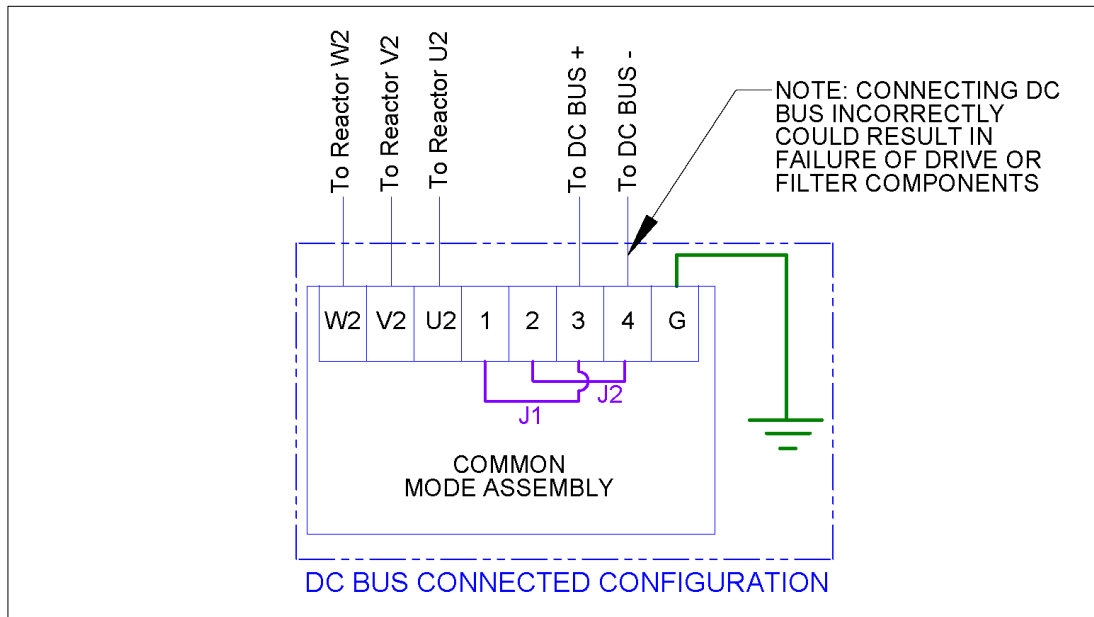 To Reactor W2
To Reactor V2
To Reactor U2
To DC BUS +
To DC BUS -
NOTE: CONNECTING DC
BUS INCORRECTLY
COULD RESULT IN
FAILURE OF DRIVE OR
FILTER COMPONENTS
W2 V2 U2 1 2 3 4 G
J1
J2
COMMON
MODE ASSEMBLY
DC BUS CONNECTED CONFIGURATION